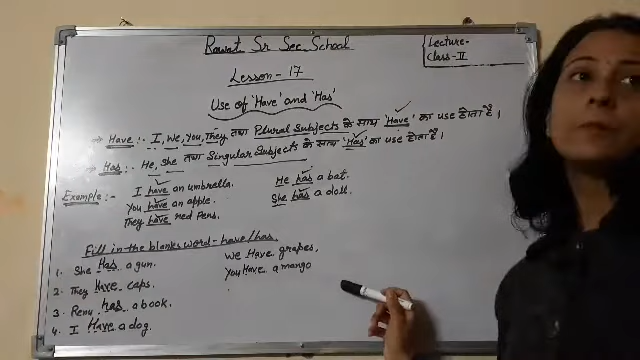 Rawat Sr Sec School
Lecture-
Class-II
Lesson-17
Use of 'Have' and 'Has'
→ Have :- I, We, You, They तथा Plural Subjects के साथ 'Have' का use होता है।
→ Has :- He, She तथा Singular Subjects के साथ 'Has' का use होता है।
Example :- I have an umbrella.
You have an apple.
They have red Pens.
He has a bat.
She has a doll.
Fill in the blanks word - have/has
1. She Has a gun.
2. They have caps.
3. Renu has a book.
4. I Have a dog.
We Have grapes,
You Have a mango